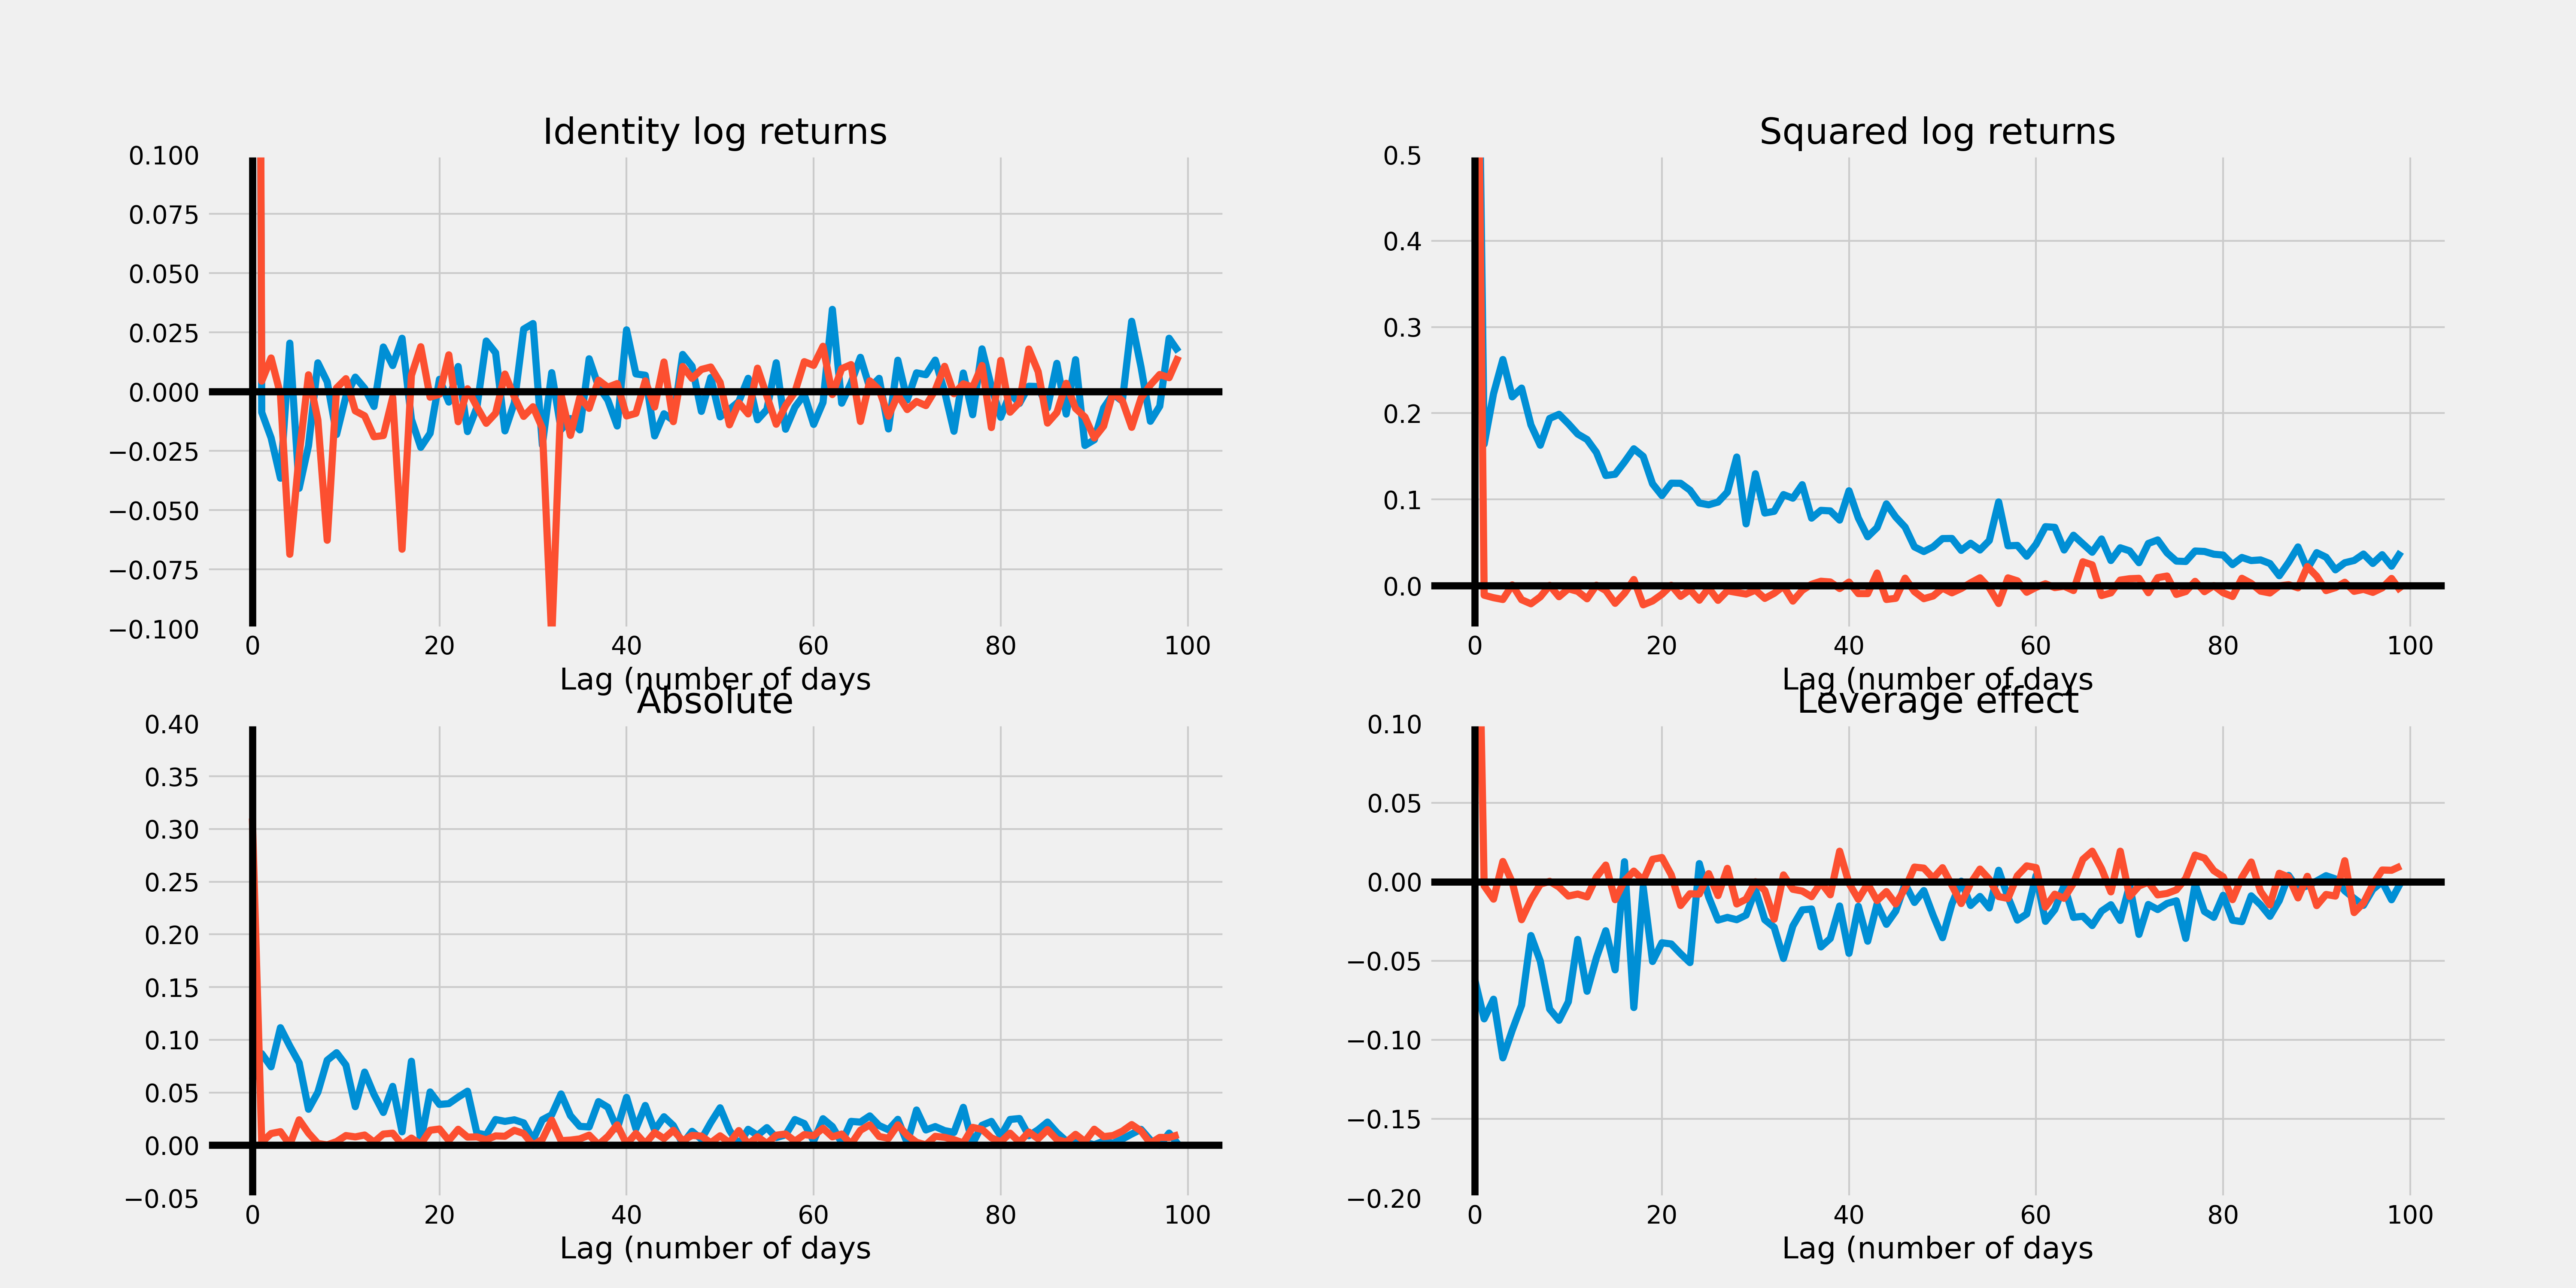 Identity log returns
0.100
0.075
0.050
0.025
0.000
−0.025
−0.050
−0.075
−0.100
0 20 40 60 80 100
Lag (number of days
Squared log returns
0.5
0.4
0.3
0.2
0.1
0.0
0 20 40 60 80 100
Lag (number of days
Absolute
0.40
0.35
0.30
0.25
0.20
0.15
0.10
0.05
0.00
−0.05
0 20 40 60 80 100
Lag (number of days
Leverage effect
0.10
0.05
0.00
−0.05
−0.10
−0.15
−0.20
0 20 40 60 80 100
Lag (number of days